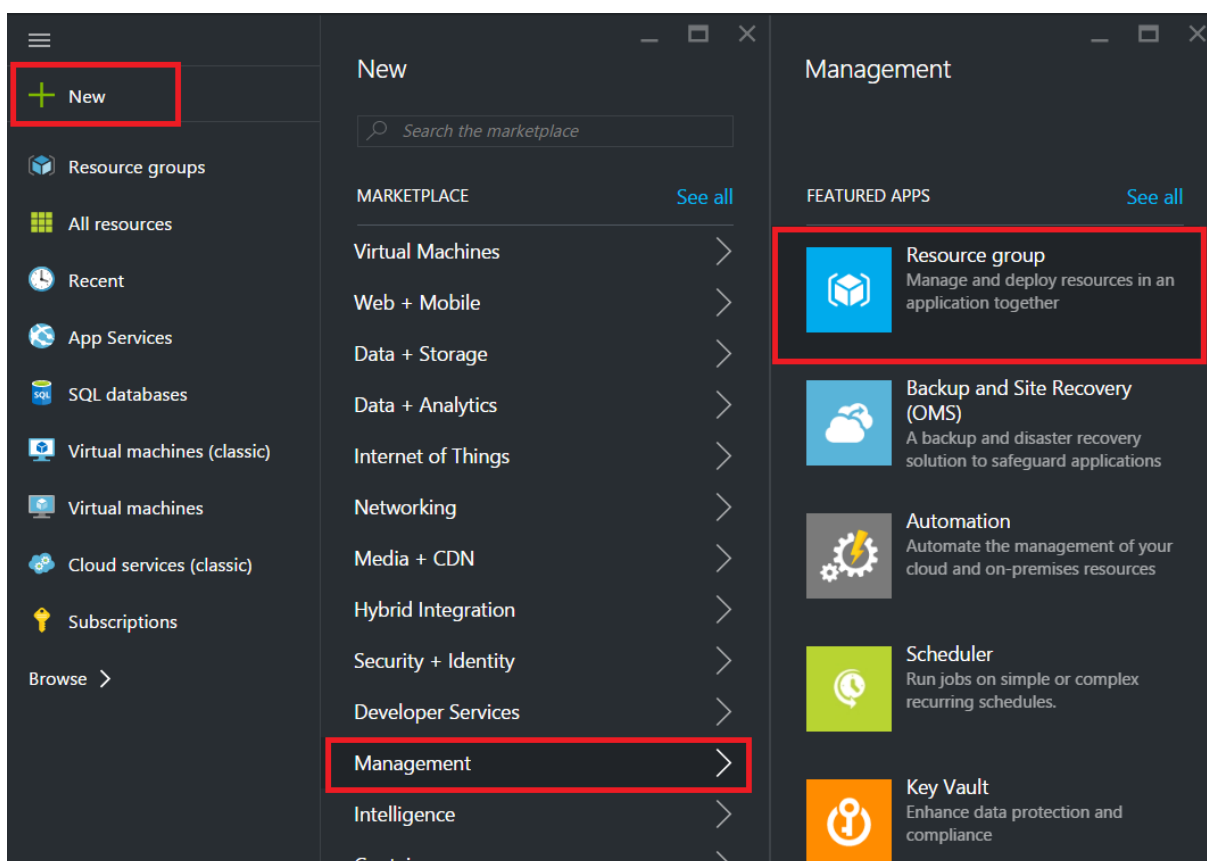 New
Resource groups
All resources
Recent
App Services
SQL
SQL databases
Virtual machines (classic)
Virtual machines
Cloud services (classic)
Subscriptions
Browse
New
Search the marketplace
MARKETPLACE See all
Virtual Machines
Web + Mobile
Data + Storage
Data + Analytics
Internet of Things
Networking
Media + CDN
Hybrid Integration
Security + Identity
Developer Services
Management
Intelligence
Management
FEATURED APPS See all
Resource group
Manage and deploy resources in an
application together
Backup and Site Recovery
(OMS)
A backup and disaster recovery
solution to safeguard applications
Automation
Automate the management of your
cloud and on-premises resources
Scheduler
Run jobs on simple or complex
recurring schedules.
Key Vault
Enhance data protection and
compliance